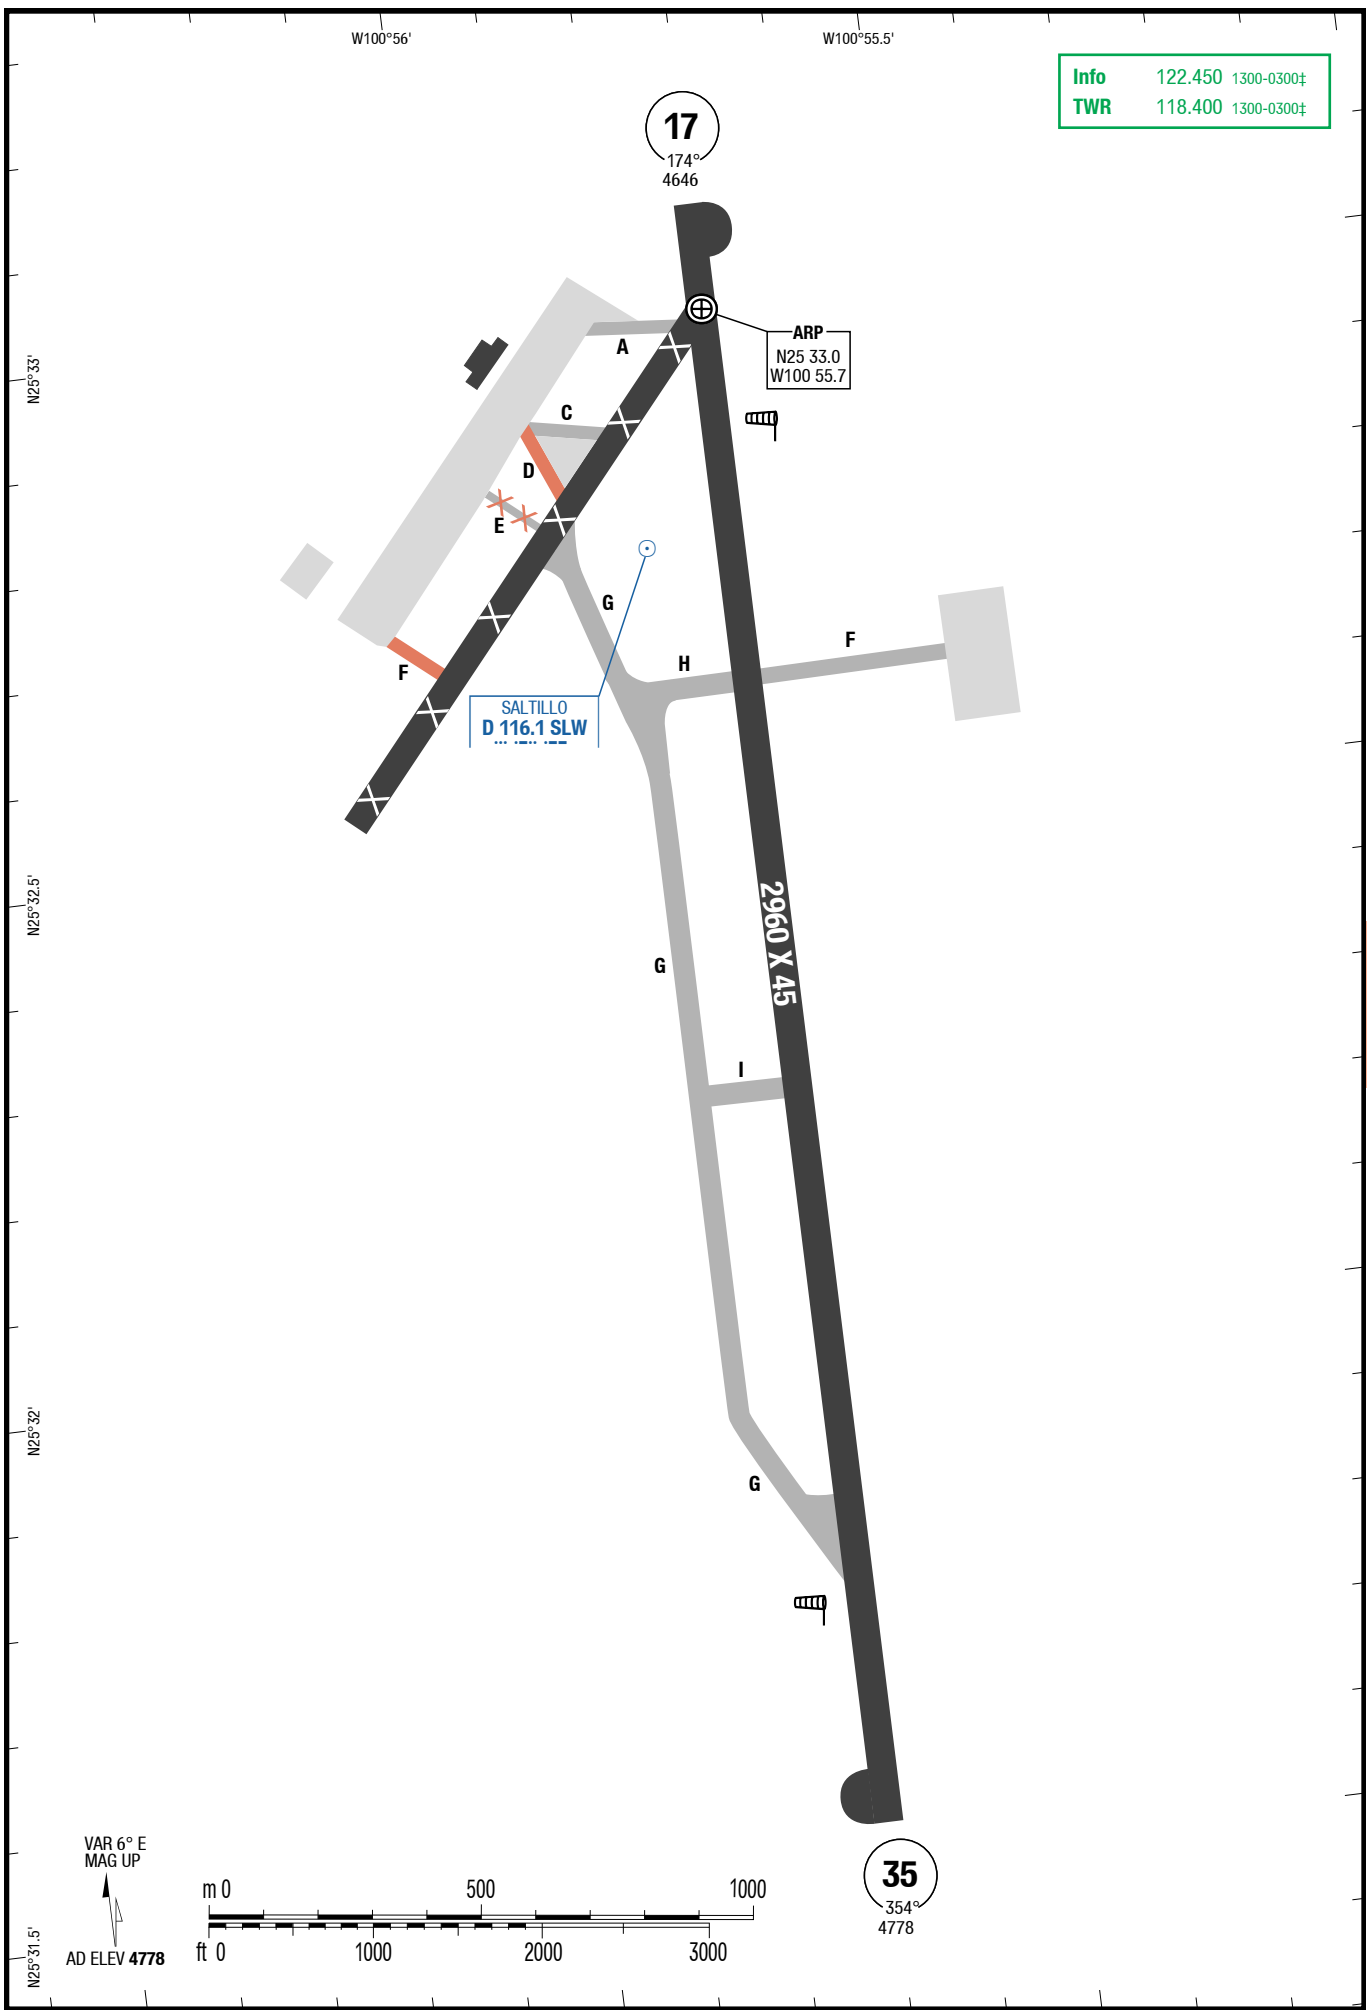 W100°56'
W100°55.5'
Info 122.450 1300-0300‡
TWR 118.400 1300-0300‡
17
174°
4646
ARP
N25 33.0
W100 55.7
A
N25°33'
C
D
E
G
F
H
F
SALTILLO
D 116.1 SLW
2960 X 45
N25°32.5'
G
I
N25°32'
G
VAR 6° E
MAG UP
35
354°
4778
m 0 500 1000
ft 0 1000 2000 3000
AD ELEV 4778
N25°31.5'